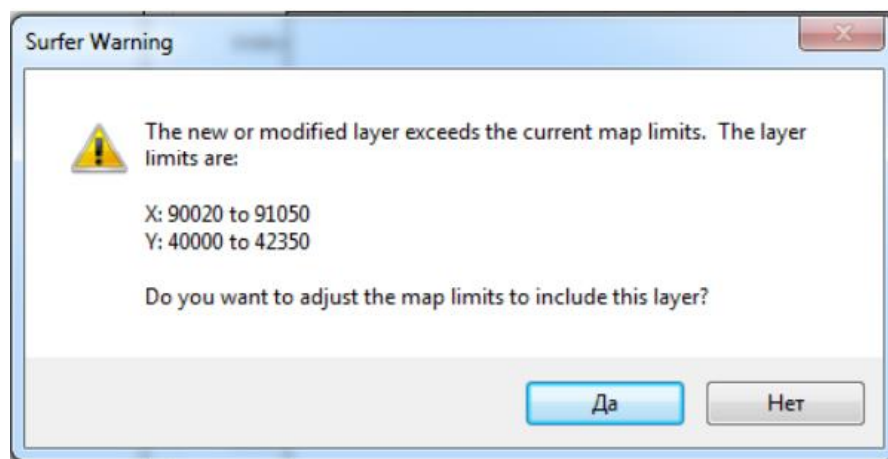 Surfer Warning
The new or modified layer exceeds the current map limits. The layer
limits are:
X: 90020 to 91050
Y: 40000 to 42350
Do you want to adjust the map limits to include this layer?
Да
Нет